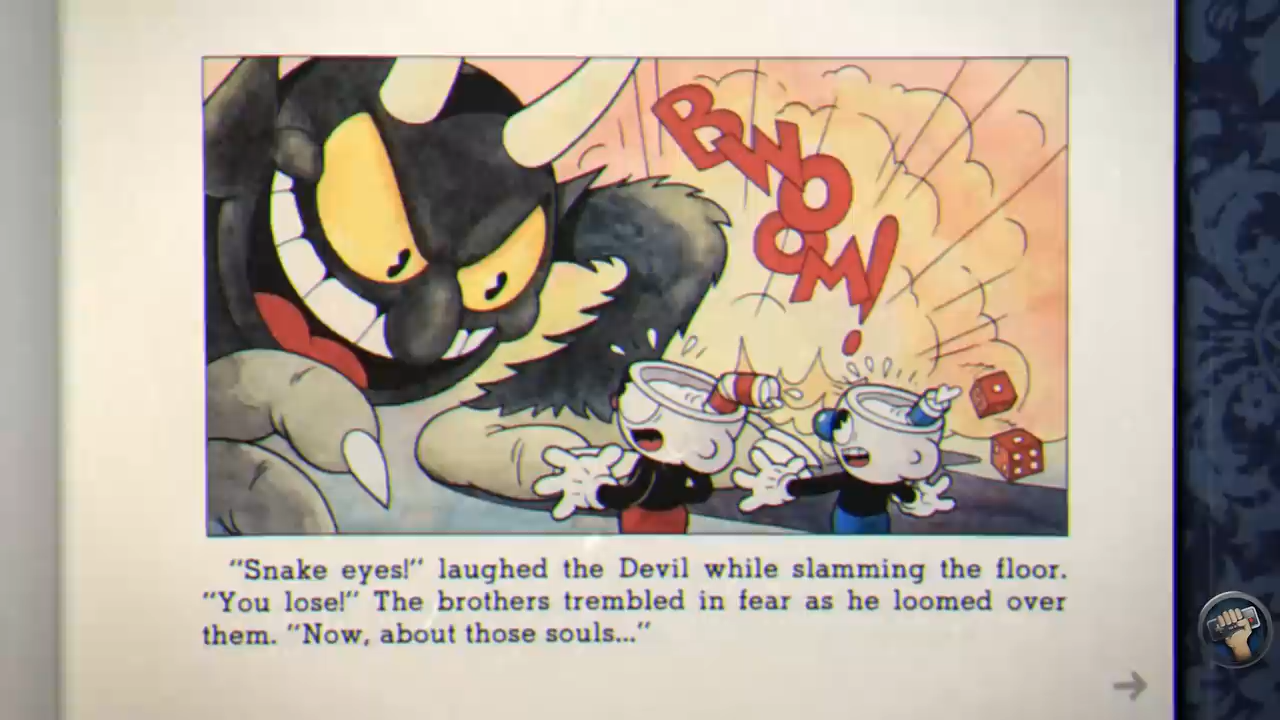 BWOOM!
“Snake eyes!” laughed the Devil while slamming the floor.
“You lose!” The brothers trembled in fear as he loomed over
them. “Now, about those souls...”